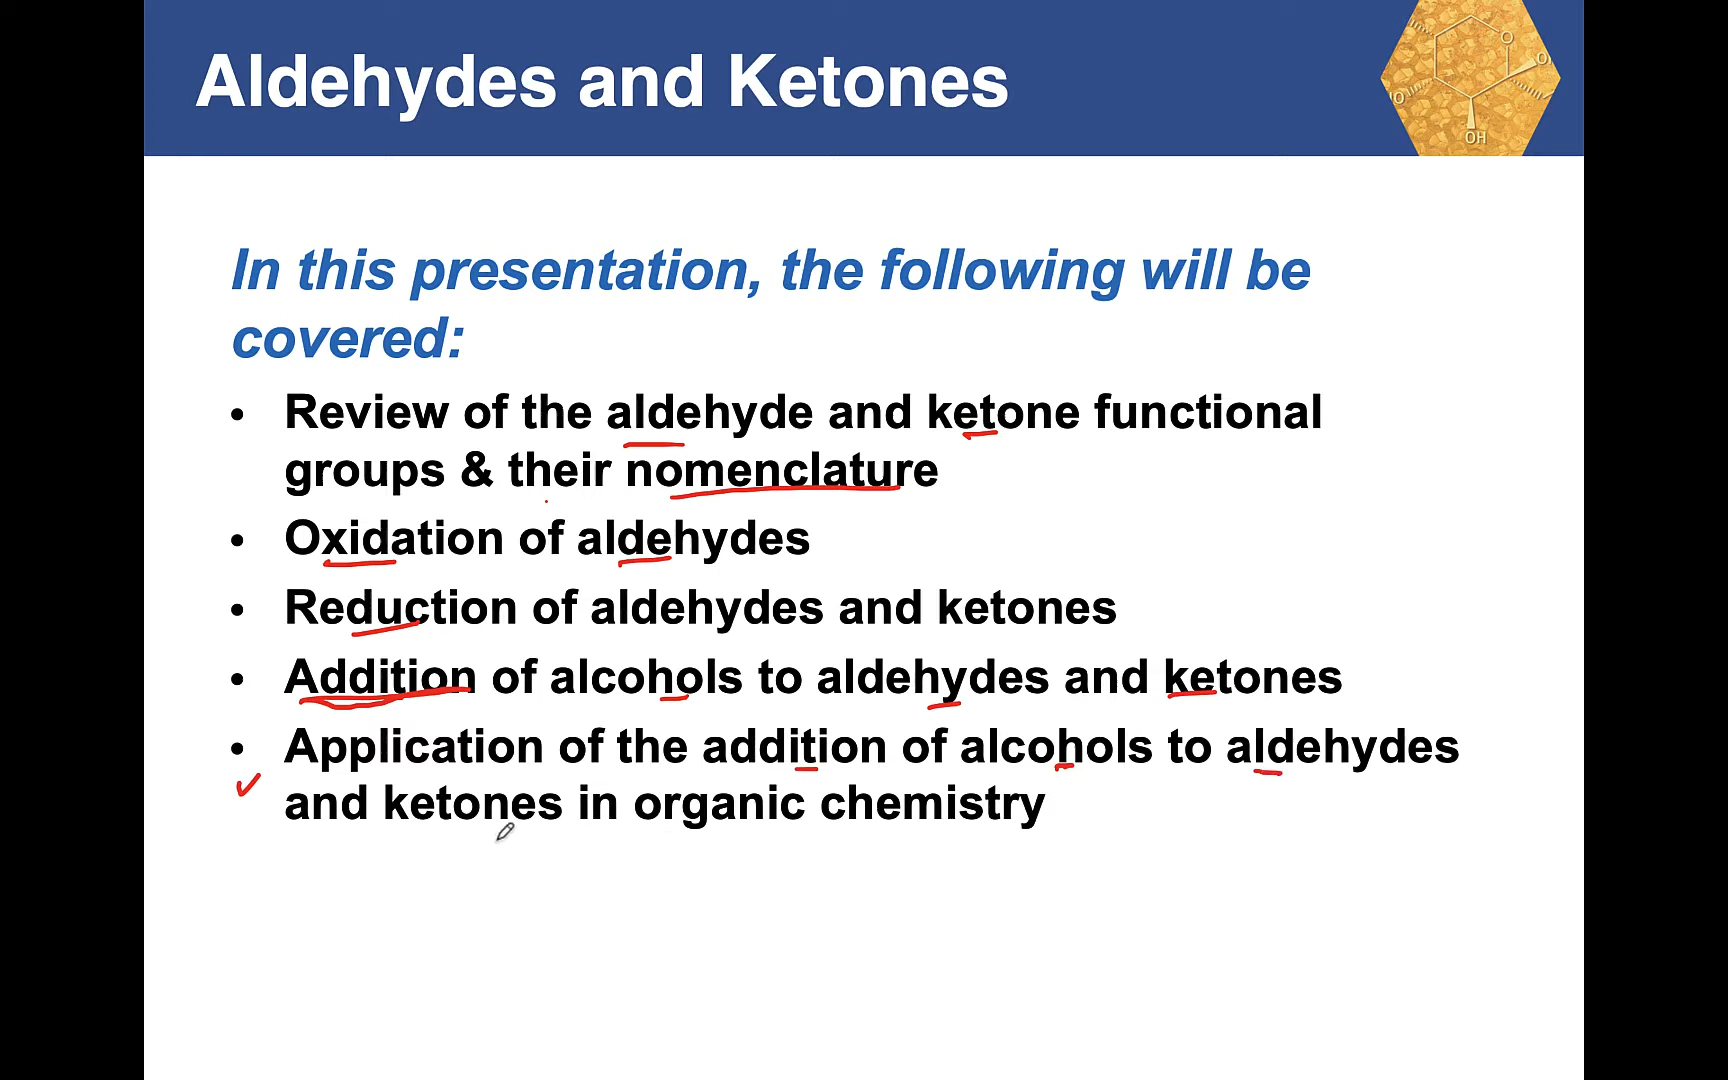 Aldehydes and Ketones
O
O
O
OH
In this presentation, the following will be
covered:
• Review of the aldehyde and ketone functional
groups & their nomenclature
• Oxidation of aldehydes
• Reduction of aldehydes and ketones
• Addition of alcohols to aldehydes and ketones
• Application of the addition of alcohols to aldehydes
and ketones in organic chemistry